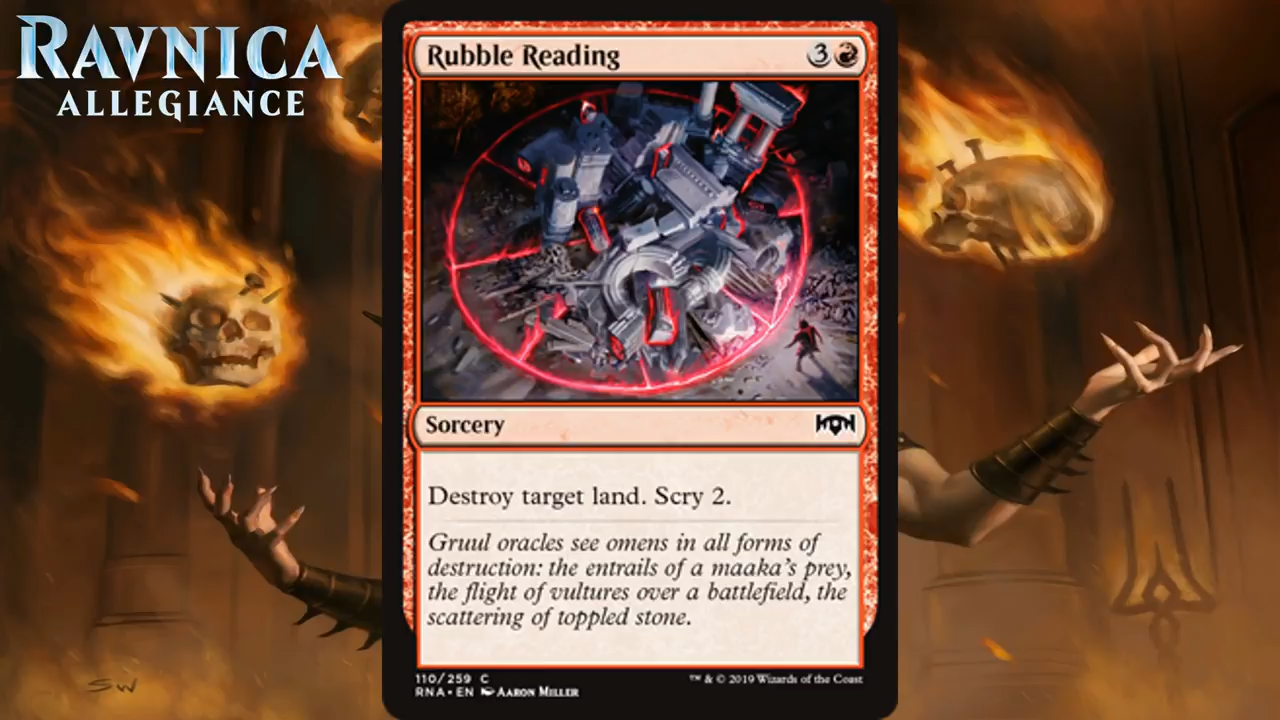 RAVNICA
ALLEGIANCE
Rubble Reading
3
Sorcery
Destroy target land. Scry 2.
Gruul oracles see omens in all forms of
destruction: the entrails of a maaka's prey,
the flight of vultures over a battlefield, the
scattering of toppled stone.
110/259 C
RNA • EN Aaron Miller
™ & © 2019 Wizards of the Coast
SW